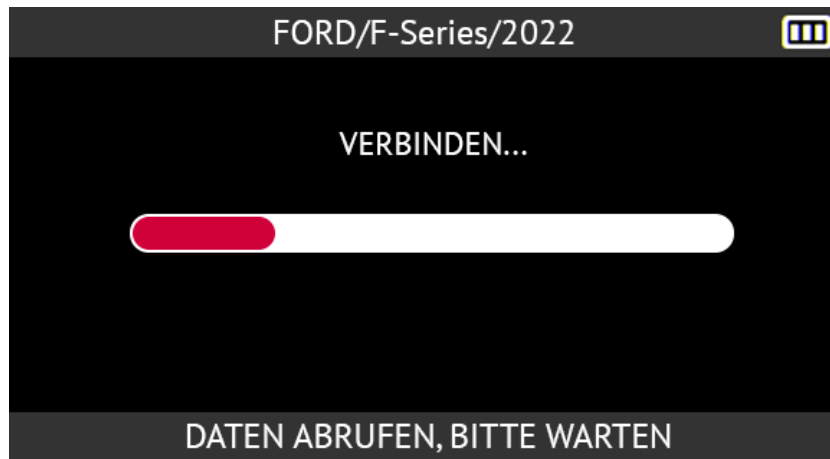 FORD/F-Series/2022
VERBINDEN...
DATEN ABRUFEN, BITTE WARTEN